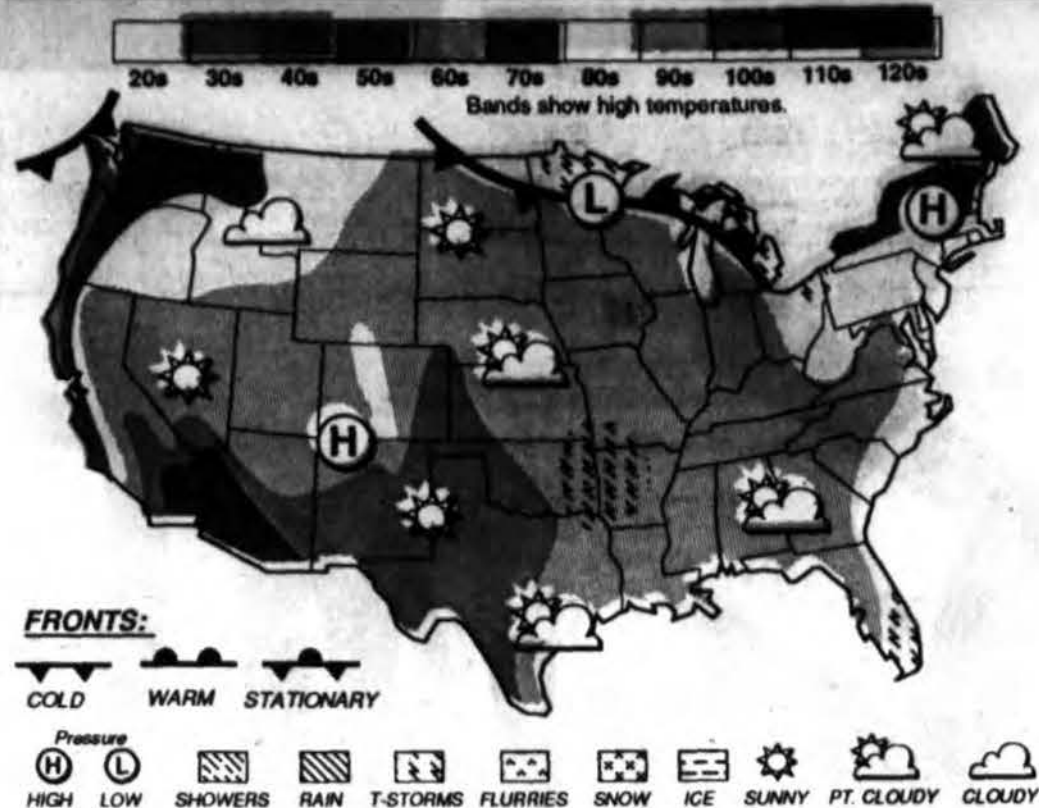 20s 30s 40s 50s 60s 70s 80s 90s 100s 110s 120s
Bands show high temperatures.
L
H
H
FRONTS:
COLD WARM STATIONARY
Pressure
H L
HIGH LOW SHOWERS RAIN T-STORMS FLURRIES SNOW ICE SUNNY PT. CLOUDY CLOUDY